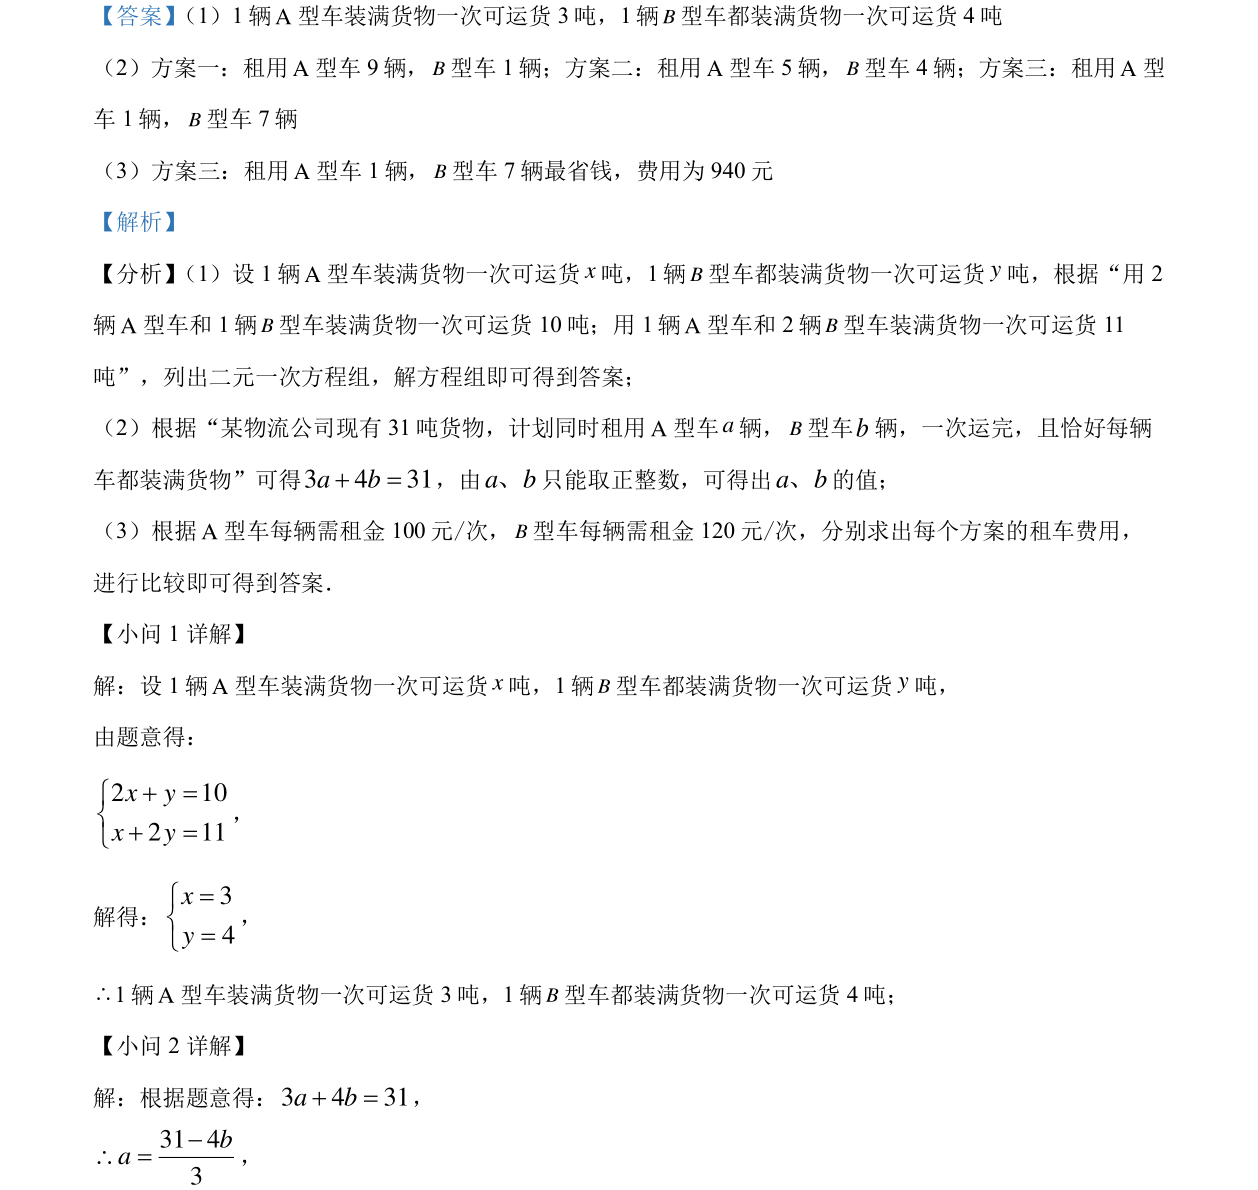 【答案】（1）1 辆 A 型车装满货物一次可运货 3 吨，1 辆 B 型车都装满货物一次可运货 4 吨
（2）方案一：租用 A 型车 9 辆， B 型车 1 辆；方案二：租用 A 型车 5 辆， B 型车 4 辆；方案三：租用 A 型
车 1 辆， B 型车 7 辆
（3）方案三：租用 A 型车 1 辆， B 型车 7 辆最省钱，费用为 940 元
【解析】
【分析】（1）设 1 辆 A 型车装满货物一次可运货 x 吨，1 辆 B 型车都装满货物一次可运货 y 吨，根据“用 2
辆 A 型车和 1 辆 B 型车装满货物一次可运货 10 吨；用 1 辆 A 型车和 2 辆 B 型车装满货物一次可运货 11
吨”，列出二元一次方程组，解方程组即可得到答案；
（2）根据“某物流公司现有 31 吨货物，计划同时租用 A 型车 a 辆， B 型车 b 辆，一次运完，且恰好每辆
车都装满货物”可得 3a + 4b = 31，由 a、b 只能取正整数，可得出 a、b 的值；
（3）根据 A 型车每辆需租金 100 元/次， B 型车每辆需租金 120 元/次，分别求出每个方案的租车费用，
进行比较即可得到答案．
【小问 1 详解】
解：设 1 辆 A 型车装满货物一次可运货 x 吨，1 辆 B 型车都装满货物一次可运货 y 吨，
由题意得：
{2x + y = 10
x + 2y = 11，
解得：{x = 3
y = 4，
∴1 辆 A 型车装满货物一次可运货 3 吨，1 辆 B 型车都装满货物一次可运货 4 吨；
【小问 2 详解】
解：根据题意得：3a + 4b = 31，
∴a = (31 − 4b)/3，